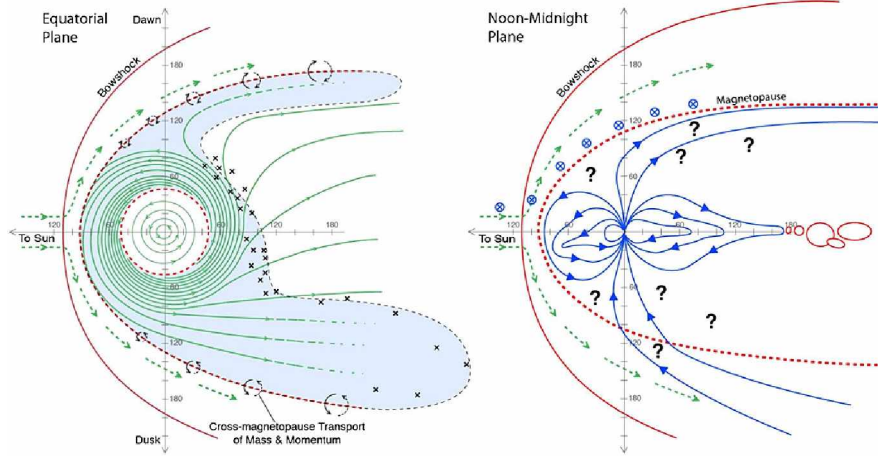 Equatorial
Plane
Dawn
Bowshock
180
120
60
120
60
60
120
180
To Sun
60
120
180
Cross-magnetopause Transport
of Mass & Momentum
Dusk
Noon-Midnight
Plane
Bowshock
180
Magnetopause
120
?
?
?
?
60
120
60
60
120
180
To Sun
60
?
?
?
120
?
180